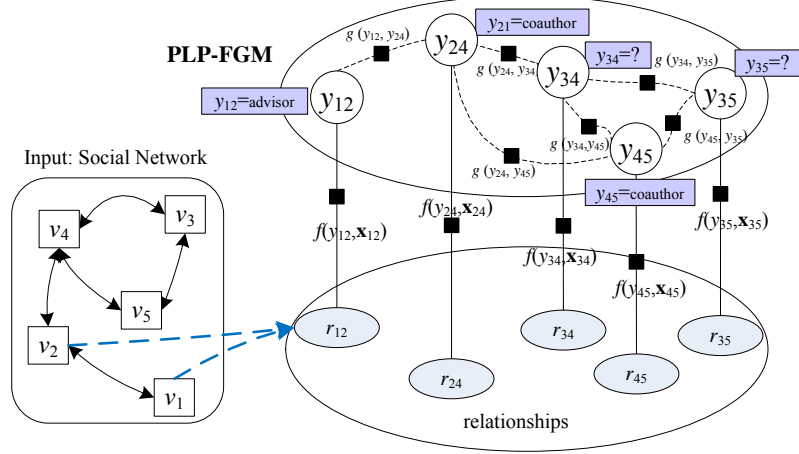 y21=coauthor
g (y12, y24)
PLP-FGM
y24
y34=?
g (y34, y35)
y35=?
g (y24, y34)
y34
y12=advisor
y12
y35
g (y34,y45)
g (y45, y35)
y45
g (y24, y45)
Input: Social Network
y45=coauthor
v4
v3
f(y12,x12)
f(y24,x24)
f(y34,x34)
f(y35,x35)
f(y45,x45)
v5
v2
r12
r34
r35
r24
r45
v1
relationships